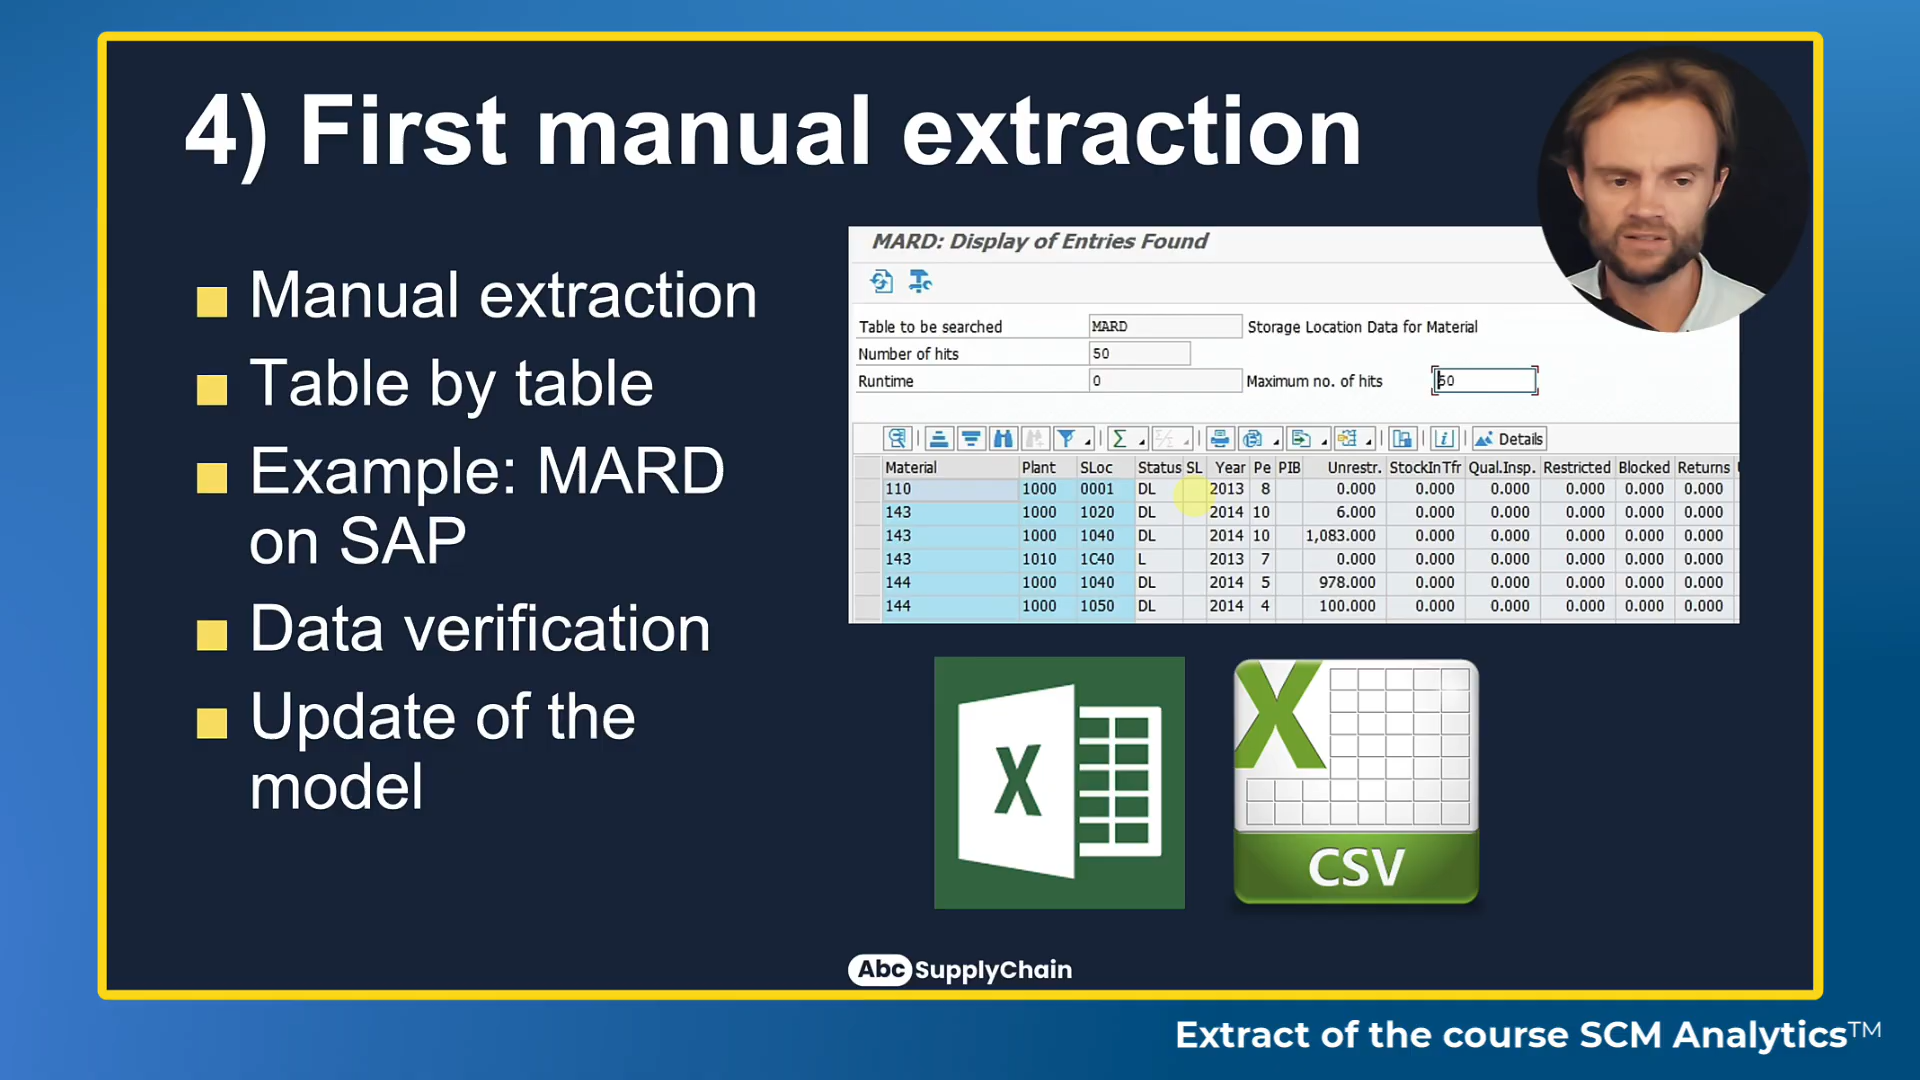 4) First manual extraction
Manual extraction
Table by table
Example: MARD
on SAP
Data verification
Update of the
model
MARD: Display of Entries Found
Table to be searched MARD Storage Location Data for Material
Number of hits 50
Runtime 0 Maximum no. of hits 50
Details
Material Plant SLoc Status SL Year Pe PIB Unrestr. StockInTfr Qual.Insp. Restricted Blocked Returns
110 1000 0001 DL 2013 8 0.000 0.000 0.000 0.000 0.000 0.000
143 1000 1020 DL 2014 10 6.000 0.000 0.000 0.000 0.000 0.000
143 1000 1040 DL 2014 10 1,083.000 0.000 0.000 0.000 0.000 0.000
143 1010 1C40 L 2013 7 0.000 0.000 0.000 0.000 0.000 0.000
144 1000 1040 DL 2014 5 978.000 0.000 0.000 0.000 0.000 0.000
144 1000 1050 DL 2014 4 100.000 0.000 0.000 0.000 0.000 0.000
X
X
CSV
Abc SupplyChain
Extract of the course SCM Analytics™